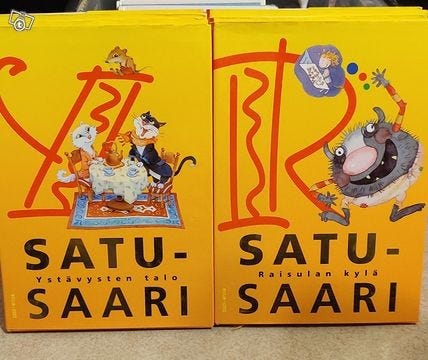 Y
SATU-
Ystävysten talo
SAARI
R
SATU-
Raisulan kylä
SAARI